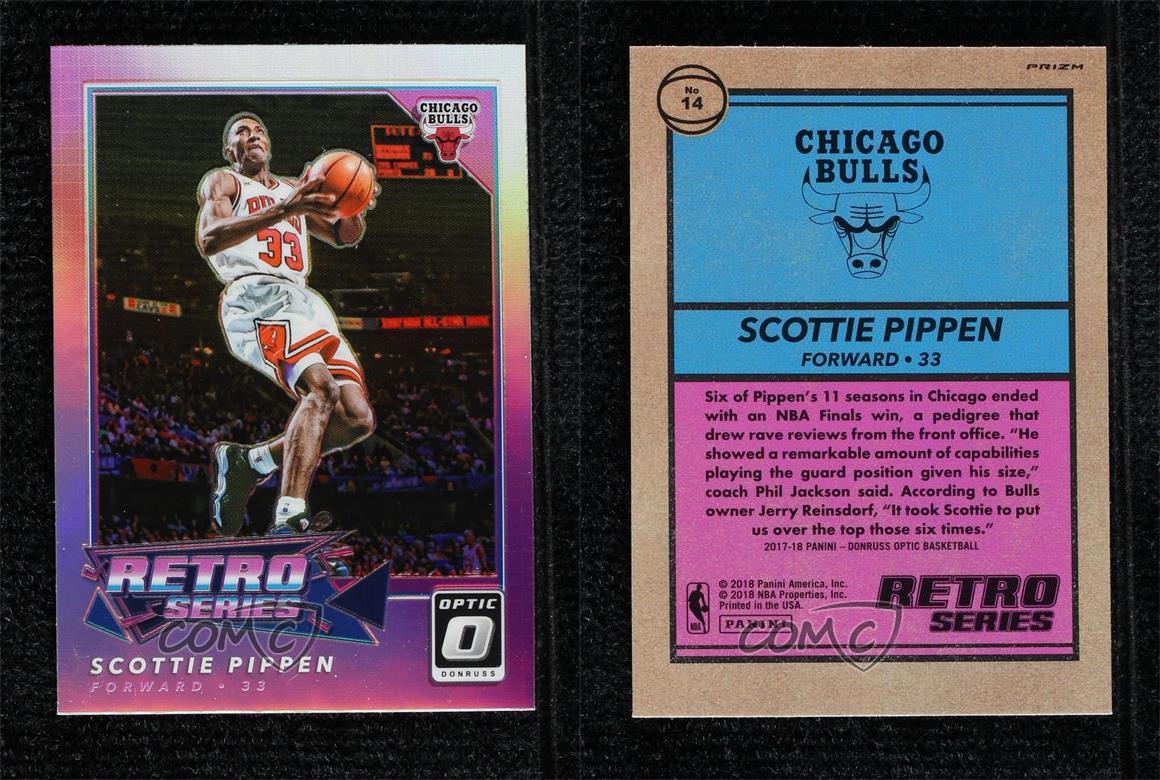 CHICAGO
BULLS
BULLS
33
RETRO
SERIES
OPTIC
DONRUSS
SCOTTIE PIPPEN
FORWARD • 33
COMC
PRIZM
No
14
CHICAGO
BULLS
SCOTTIE PIPPEN
FORWARD • 33
Six of Pippen's 11 seasons in Chicago ended
with an NBA Finals win, a pedigree that
drew rave reviews from the front office. “He
showed a remarkable amount of capabilities
playing the guard position given his size,”
coach Phil Jackson said. According to Bulls
owner Jerry Reinsdorf, “It took Scottie to put
us over the top those six times.”
2017-18 PANINI – DONRUSS OPTIC BASKETBALL
© 2018 Panini America, Inc.
© 2018 NBA Properties, Inc.
Printed in the USA.
NBA
PANINI
RETRO
SERIES
COMC